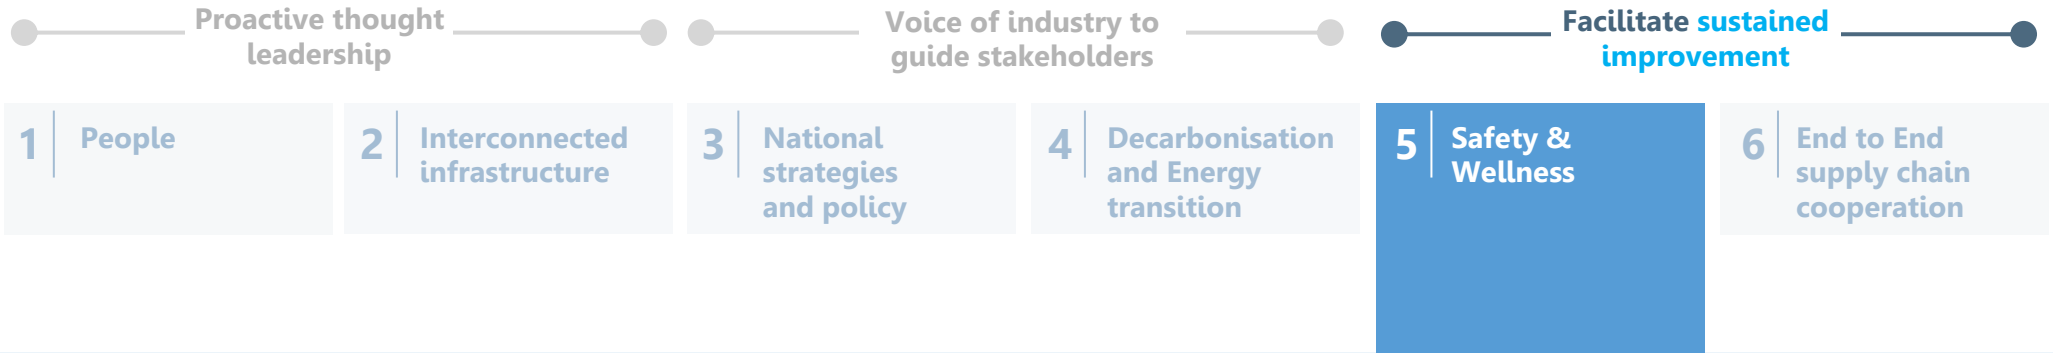 Proactive thought
leadership
Voice of industry to
guide stakeholders
Facilitate sustained
improvement
1
People
2
Interconnected
infrastructure
3
National
strategies
and policy
4
Decarbonisation
and Energy
transition
5
Safety &
Wellness
6
End to End
supply chain
cooperation